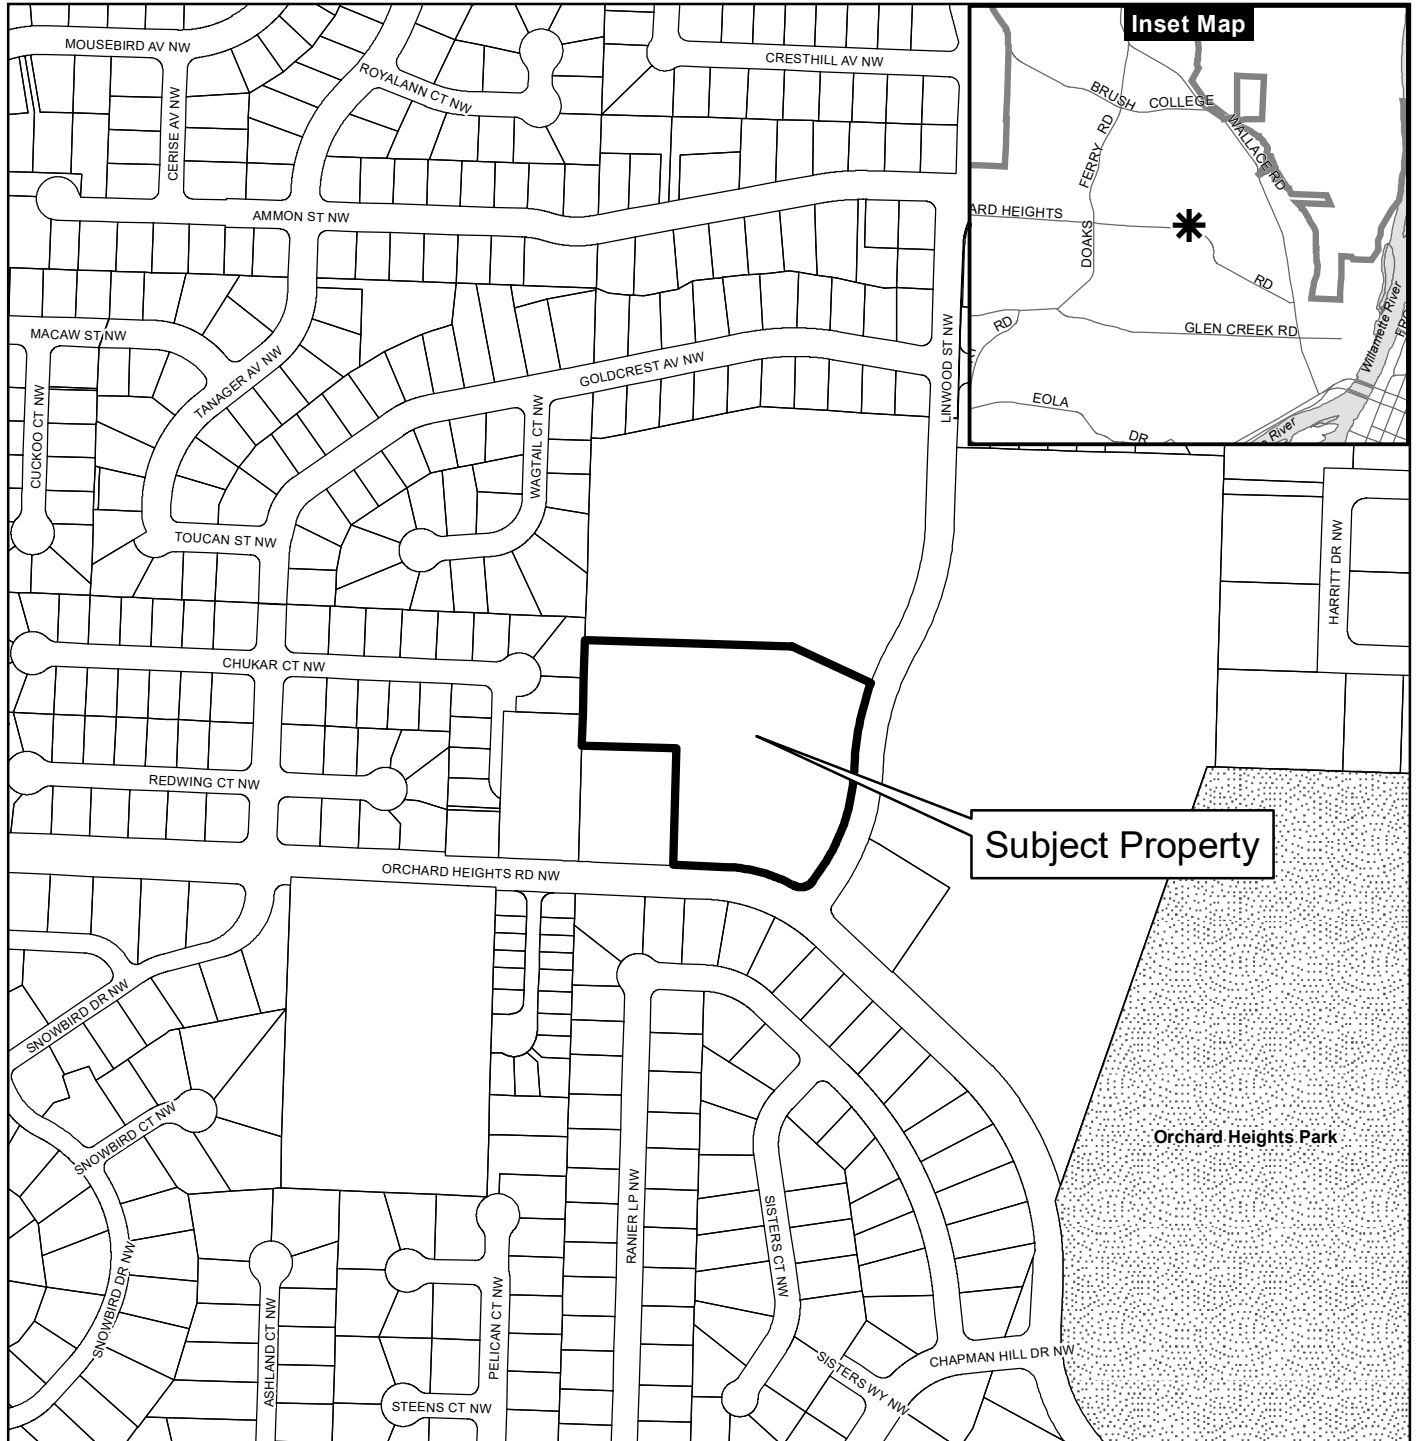 MOUSEBIRD AV NW
CERISE AV NW
ROYALANN CT NW
CRESTHILL AV NW
AMMON ST NW
MACAW ST NW
TANAGER AV NW
CUCKOO CT NW
GOLDCREST AV NW
WAGTAIL CT NW
LINWOOD ST NW
TOUCAN ST NW
CHUKAR CT NW
REDWING CT NW
ORCHARD HEIGHTS RD NW
HARRITT DR NW
Subject Property
Orchard Heights Park
SNOWBIRD DR NW
SNOWBIRD CT NW
SNOWBIRD DR NW
ASHLAND CT NW
PELICAN CT NW
STEENS CT NW
RANIER LP NW
SISTERS CT NW
SISTERS WY NW
CHAPMAN HILL DR NW
Inset Map
BRUSH COLLEGE
WALLACE RD
DOAKS FERRY RD
ARD HEIGHTS
RD
RD
GLEN CREEK RD
EOLA
DR
Willamette River
River